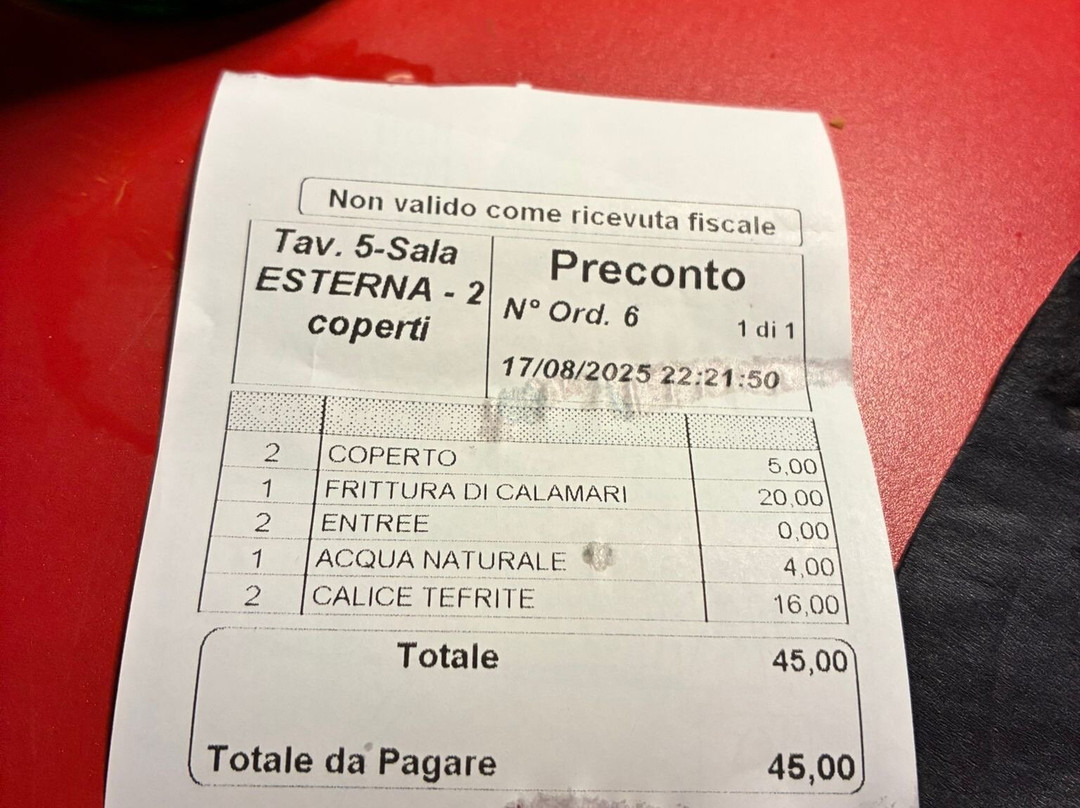 Non valido come ricevuta fiscale
Tav. 5-Sala
ESTERNA - 2
coperti
Preconto
N° Ord. 6
1 di 1
17/08/2025 22:21:50
2 COPERTO 5,00
1 FRITTURA DI CALAMARI 20,00
2 ENTREE 0,00
1 ACQUA NATURALE 4,00
2 CALICE TEFRITE 16,00
Totale 45,00
Totale da Pagare 45,00